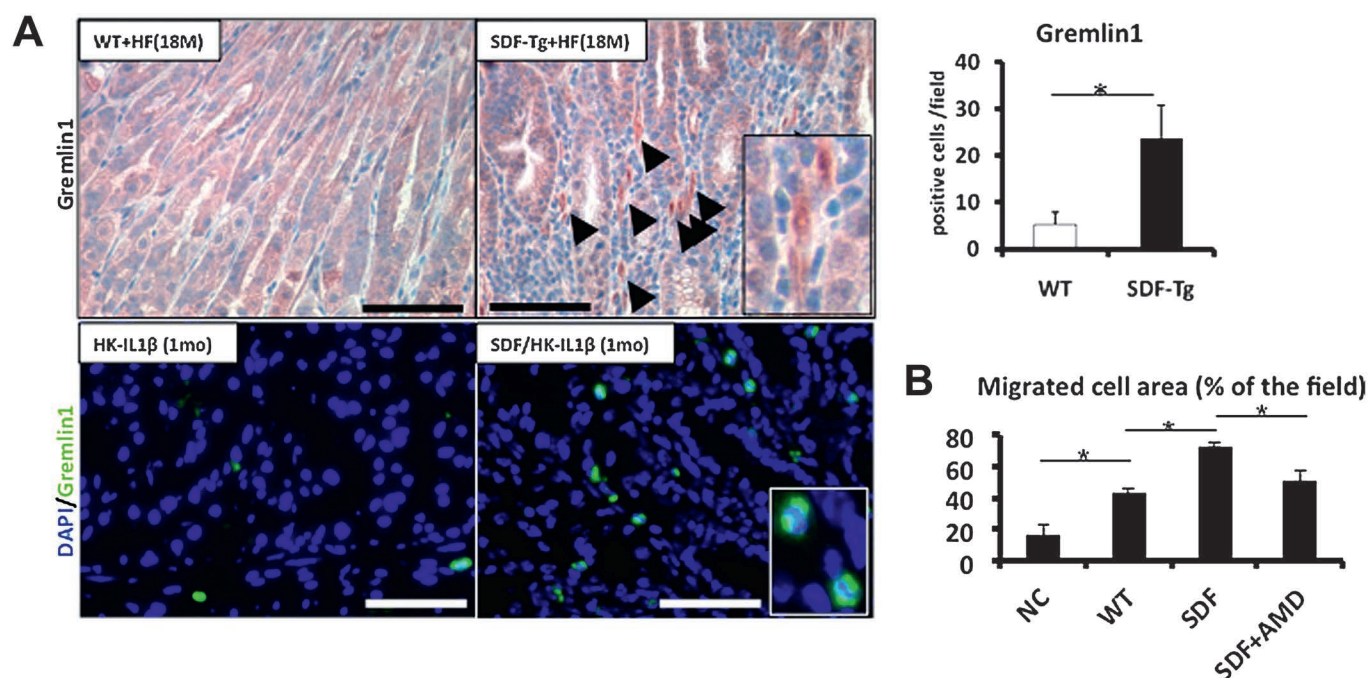 A
WT+HF(18M)
SDF-Tg+HF(18M)
Gremlin1
HK-IL1β (1mo)
SDF/HK-IL1β (1mo)
DAPI/Gremlin1
Gremlin1
positive cells/field
40
30
20
10
0
*
WT
SDF-Tg
B
Migrated cell area (% of the field)
80
60
40
20
0
*
*
*
NC
WT
SDF
SDF+AMD